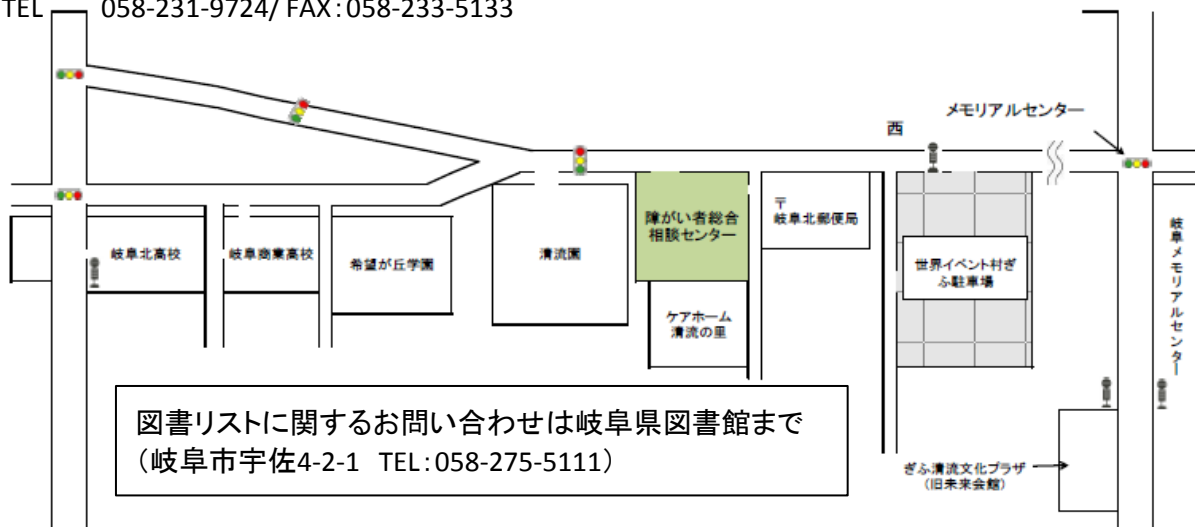 TEL 058-231-9724/ FAX:058-233-5133
メモリアルセンター
西
障がい者総合
相談センター
〒
岐阜北郵便局
岐阜北高校
岐阜商業高校
希望が丘学園
清流園
世界イベント村ぎ
ふ駐車場
岐阜メモリアルセンター
ケアホーム
清流の里
図書リストに関するお問い合わせは岐阜県図書館まで
（岐阜市宇佐4-2-1 TEL:058-275-5111）
ぎふ清流文化プラザ
（旧未来会館）